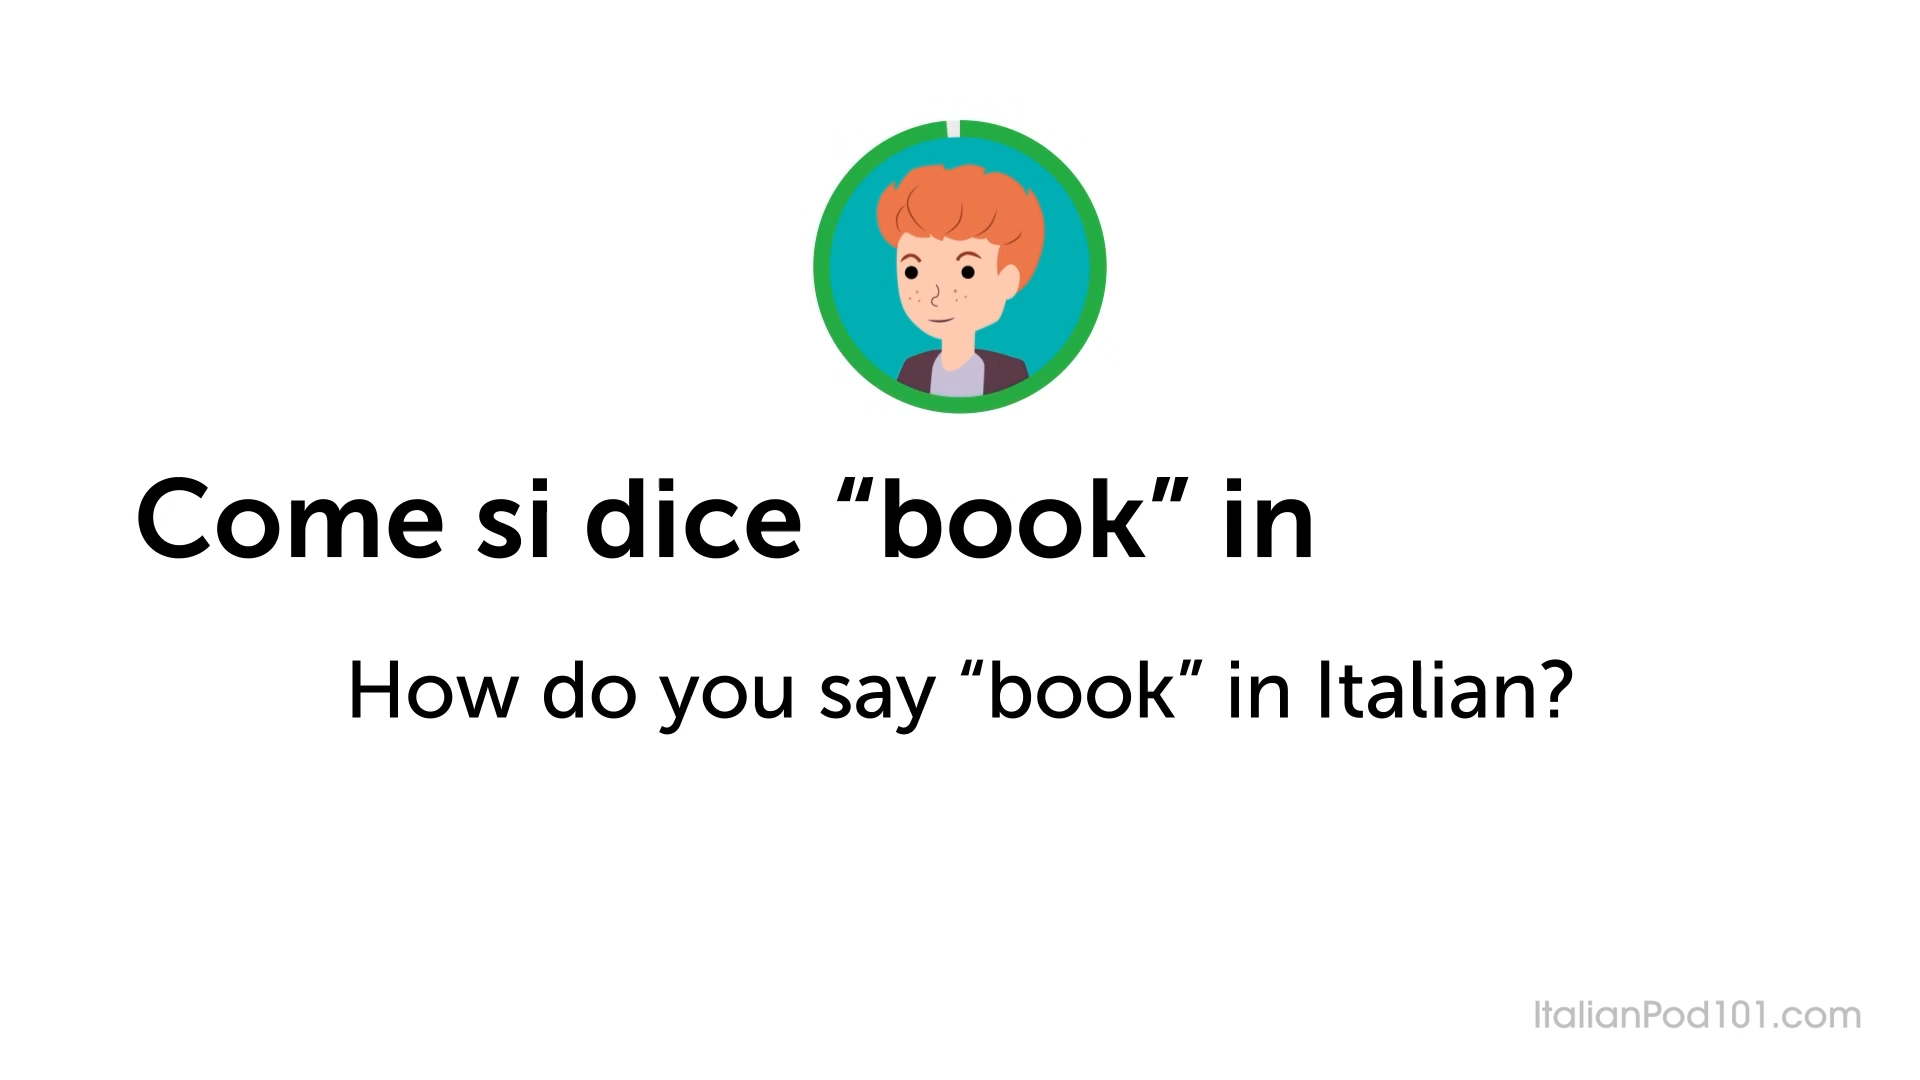 Come si dice “book” in
How do you say “book” in Italian?
ItalianPod101.com